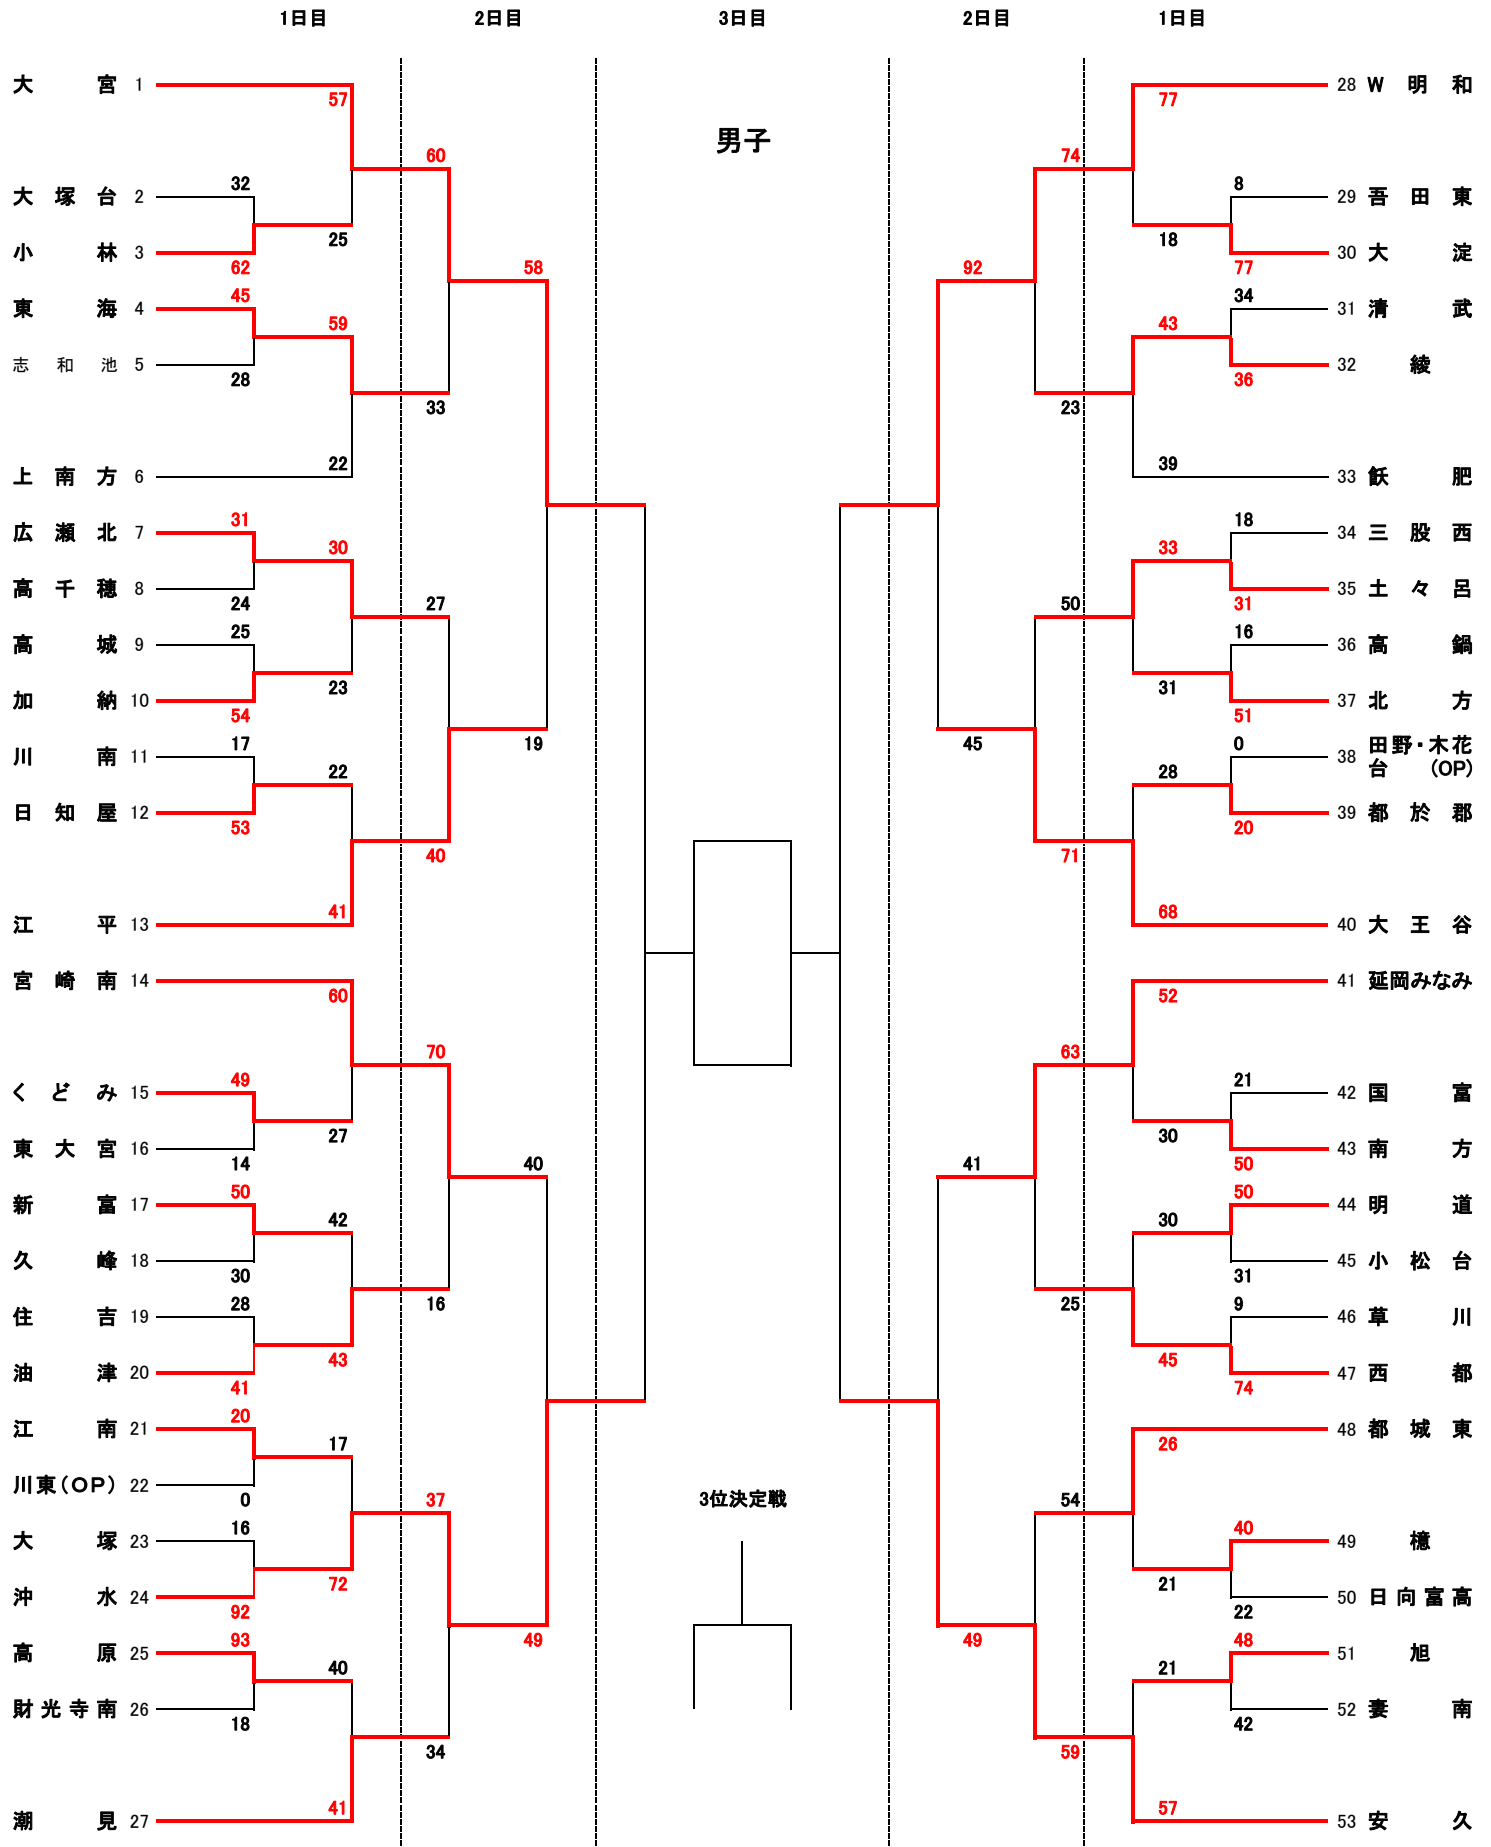 1日目 2日目 3日目 2日目 1日目
大宮 1 57 77 28 W明和
男子
60 74
大塚台 2 32 8 29 吾田東
25 18
小林 3 62 77 30 大淀
58 92
東海 4 45 34 31 清武
59 43
志和池 5 28 36 32 綾
33 23
上南方 6 22 39 33 飫肥
広瀬北 7 31 18 34 三股西
30 33
高千穂 8 24 31 35 土々呂
27 50
高城 9 25 16 36 高鍋
23 31
加納 10 54 51 37 北方
19 45
川南 11 17 0 38 田野・木花
台(OP)
22 28
日知屋 12 53 20 39 都於郡
40 71
江平 13 41 68 40 大王谷
宮崎南 14 60 52 41 延岡みなみ
70 63
くどみ 15 49 21 42 国富
27 30
東大宮 16 14 50 43 南方
40 41
新富 17 50 50 44 明道
42 30
久峰 18 30 31 45 小松台
16 25
住吉 19 28 9 46 草川
43 45
油津 20 41 74 47 西都
江南 21 20 26 48 都城東
17
川東(OP) 22 0
37 3位決定戦 54
大塚 23 16 40 49 檍
72 21
沖水 24 92 22 50 日向富高
49 49
高原 25 93 48 51 旭
40 21
財光寺南 26 18 42 52 妻南
34 59
潮見 27 41 57 53 安久